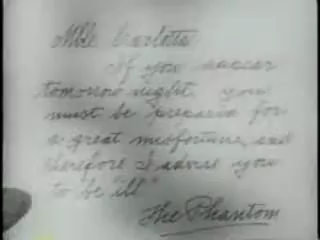 Mlle Carlotta
If you appear
tomorrow night you
must be prepared for
a great misfortune, and
therefore I advise you
to be "ill"
The Phantom